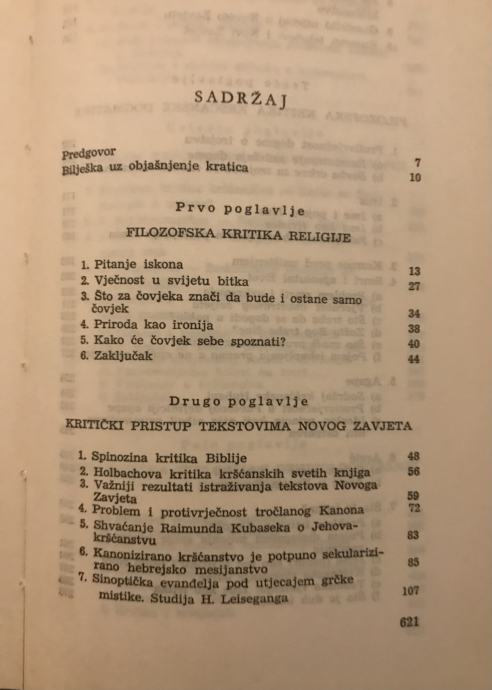 SADRŽAJ
Predgovor 7
Bilješka uz objašnjenje kratica 10
Prvo poglavlje
FILOZOFSKA KRITIKA RELIGIJE
1. Pitanje iskona 13
2. Vječnost u svijetu bitka 27
3. Što za čovjeka znači da bude i ostane samo
čovjek 34
4. Priroda kao ironija 38
5. Kako će čovjek sebe spoznati? 40
6. Zaključak 44
Drugo poglavlje
KRITIČKI PRISTUP TEKSTOVIMA NOVOG ZAVJETA
1. Spinozina kritika Biblije 48
2. Holbachova kritika kršćanskih svetih knjiga 56
3. Važniji rezultati istraživanja tekstova Novoga
Zavjeta 59
4. Problem i protivrječnost tročlanog Kanona 72
5. Shvaćanje Raimunda Kubaseka o Jehova-
kršćanstvu 83
6. Kanonizirano kršćanstvo je potpuno sekularizi-
rano hebrejsko mesijanstvo 85
7. Sinoptička evanđelja pod utjecajem grčke
mistike. Studija H. Leiseganga 107
621